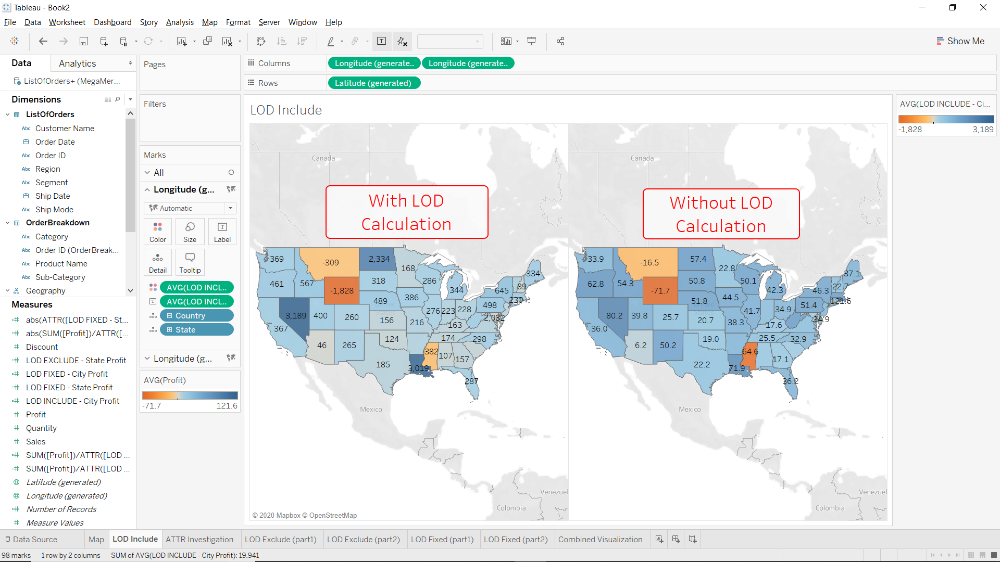 Tableau - Book2
File Data Worksheet Dashboard Story Analysis Map Format Server Window Help
Show Me
Data Analytics
ListOfOrders+ (MegaMer...
Dimensions
ListOfOrders
Abc Customer Name
Order Date
Abc Order ID
Abc Region
Abc Segment
Ship Date
Abc Ship Mode
OrderBreakdown
Abc Category
Abc Order ID (OrderBreak...
Abc Product Name
Abc Sub-Category
Geography
Measures
abs(ATTR([LOD FIXED - St...
abs(SUM([Profit])/ATTR([...
Discount
LOD EXCLUDE - State Profit
LOD FIXED - City Profit
LOD FIXED - State Profit
LOD INCLUDE - City Profit
Profit
Quantity
Sales
SUM([Profit])/ATTR([LOD ...
SUM([Profit])/ATTR([LOD ...
Latitude (generated)
Longitude (generated)
Number of Records
Measure Values
Pages
Filters
Marks
All
Longitude (g...
Automatic
Color Size Label
Detail Tooltip
AVG(LOD INCL..
AVG(LOD INCL..
Country
State
Longitude (g...
AVG(Profit)
-71.7 121.6
Columns Longitude (generate.. Longitude (generate..
Rows Latitude (generated)
LOD Include
Canada
With LOD
Calculation
369
-309
2,334
168
334
461
567
-1,828
318
286
344
645
89
489
386
498
230
3,189
400
260
156
276
223
228
2,032
367
216
163
46
265
124
174
298
-382
107
157
185
3,019
287
Mexico
Venezuel
Colombia
© 2020 Mapbox © OpenStreetMap
Canada
Without LOD
Calculation
33.9
-16.5
57.4
22.8
37.1
62.8
54.3
-71.7
50.8
50.1
42.3
46.3
22.7
51.8
44.5
51.4
121.6
80.2
39.8
25.7
20.7
41.7
34.9
34.9
36.0
38.3
17.6
6.2
50.2
19.0
25.5
32.9
-64.6
17.1
22.2
71.9
36.2
Mexico
Venezuel
Colombia
AVG(LOD INCLUDE - Ci...
-1,828 3,189
Data Source Map LOD Include ATTR Investigation LOD Exclude (part1) LOD Exclude (part2) LOD Fixed (part1) LOD Fixed (part2) Combined Visualization
98 marks 1 row by 2 columns SUM of AVG(LOD INCLUDE - City Profit): 19,941